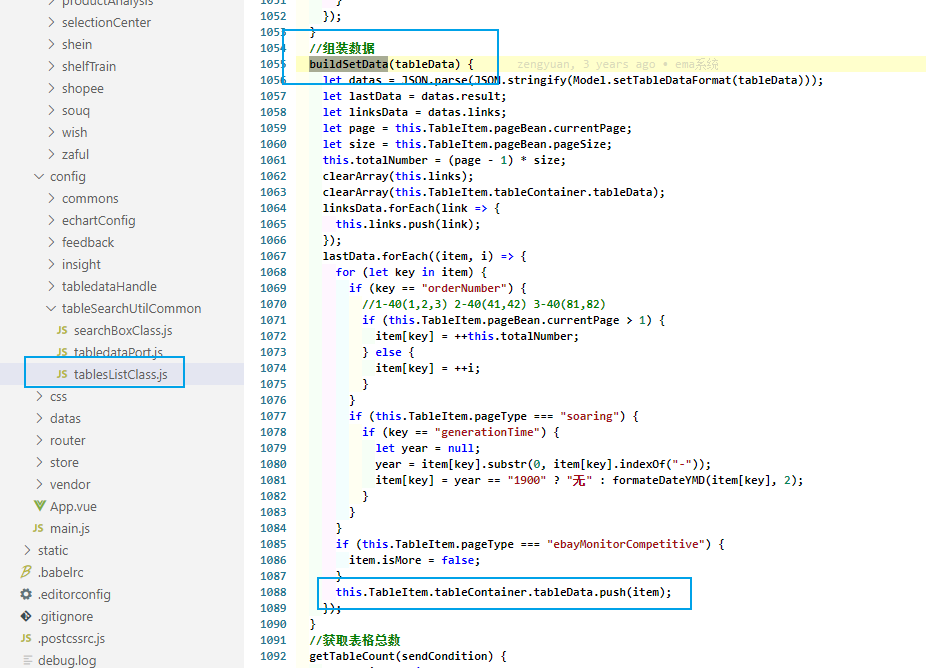 productAnalysis
selectionCenter
shein
shelfTrain
shopee
souq
wish
zaful
config
commons
echartConfig
feedback
insight
tabledataHandle
tableSearchUtilCommon
JS searchBoxClass.js
JS tabledataPort.js
JS tablesListClass.js
css
datas
router
store
vendor
App.vue
JS main.js
static
.babelrc
.editorconfig
.gitignore
JS .postcssrc.js
debug.log
1051 }
1052 });
1053 }
1054 //组装数据
1055 buildSetData(tableData) { zengyuan, 3 years ago • ema系统
1056 let datas = JSON.parse(JSON.stringify(Model.setTableDataFormat(tableData)));
1057 let lastData = datas.result;
1058 let linksData = datas.links;
1059 let page = this.TableItem.pageBean.currentPage;
1060 let size = this.TableItem.pageBean.pageSize;
1061 this.totalNumber = (page - 1) * size;
1062 clearArray(this.links);
1063 clearArray(this.TableItem.tableContainer.tableData);
1064 linksData.forEach(link => {
1065 this.links.push(link);
1066 });
1067 lastData.forEach((item, i) => {
1068 for (let key in item) {
1069 if (key == "orderNumber") {
1070 //1-40(1,2,3) 2-40(41,42) 3-40(81,82)
1071 if (this.TableItem.pageBean.currentPage > 1) {
1072 item[key] = ++this.totalNumber;
1073 } else {
1074 item[key] = ++i;
1075 }
1076 }
1077 if (this.TableItem.pageType === "soaring") {
1078 if (key == "generationTime") {
1079 let year = null;
1080 year = item[key].substr(0, item[key].indexOf("-"));
1081 item[key] = year == "1900" ? "无" : formateDateYMD(item[key], 2);
1082 }
1083 }
1084 }
1085 if (this.TableItem.pageType === "ebayMonitorCompetitive") {
1086 item.isMore = false;
1087 }
1088 this.TableItem.tableContainer.tableData.push(item);
1089 });
1090 }
1091 //获取表格总数
1092 getTableCount(sendCondition) {